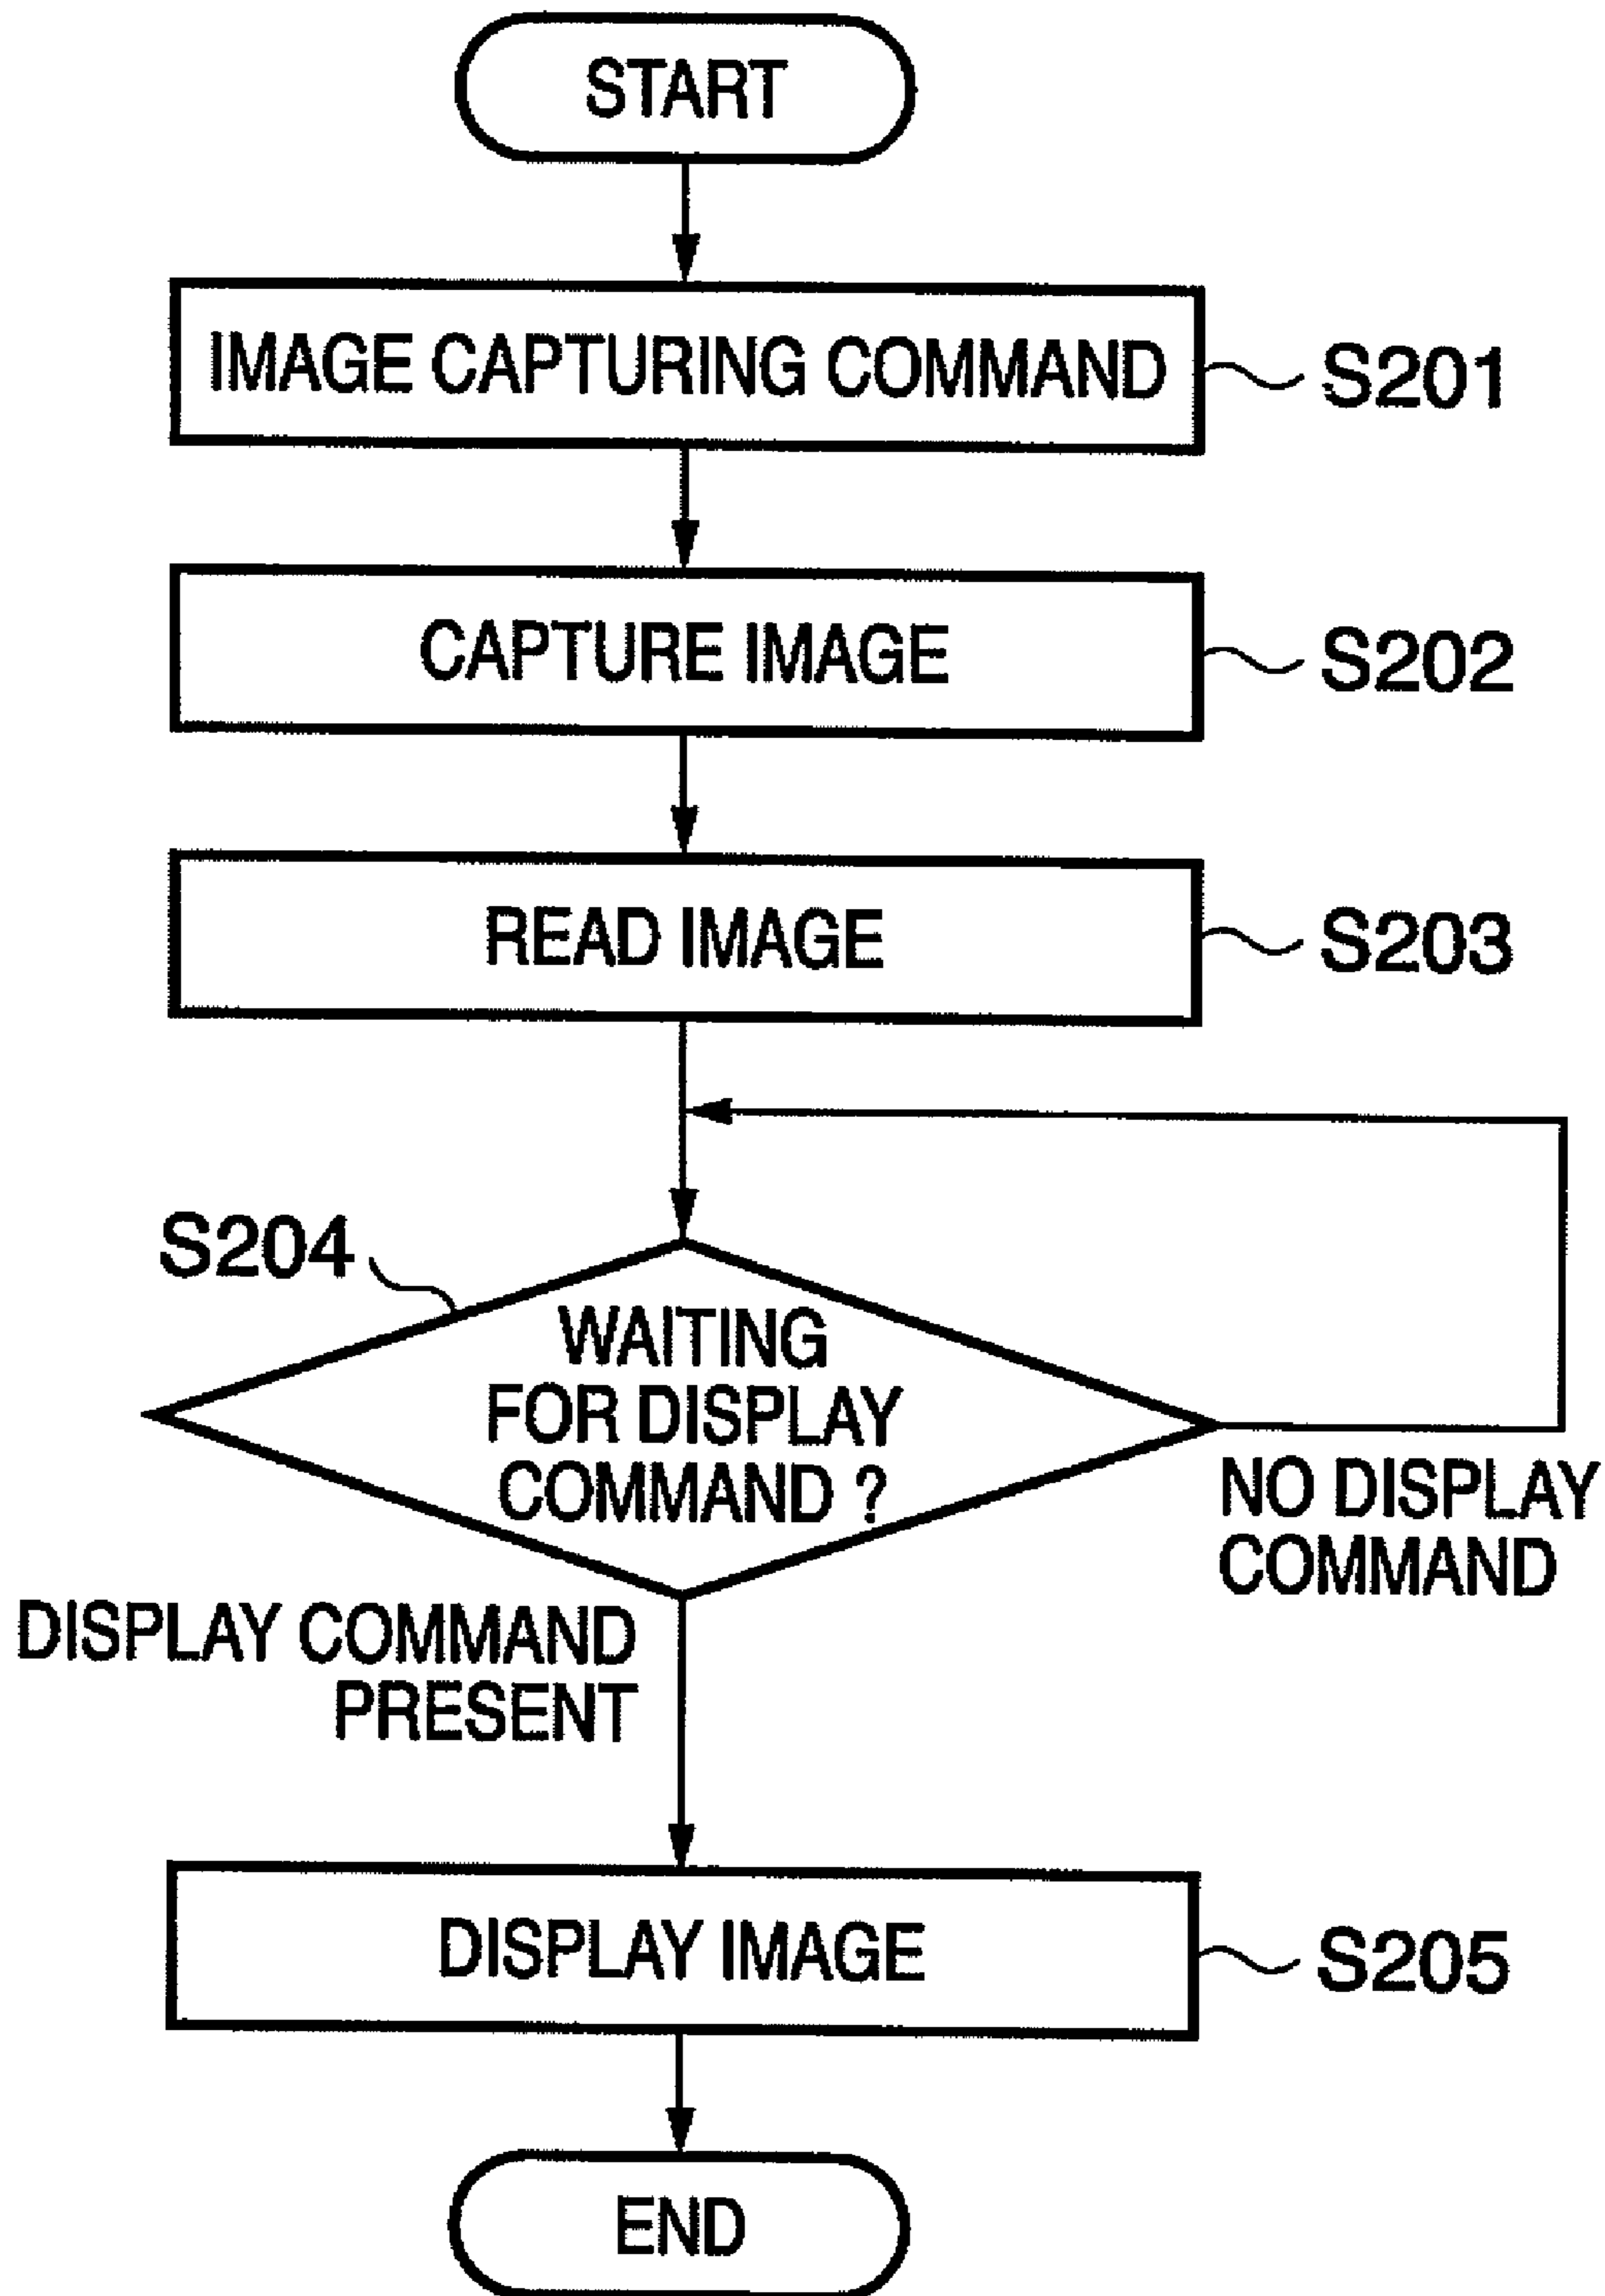 START
IMAGE CAPTURING COMMAND
S201
CAPTURE IMAGE
S202
READ IMAGE
S203
S204
WAITING
FOR DISPLAY
COMMAND ?
NO DISPLAY
COMMAND
DISPLAY COMMAND
PRESENT
DISPLAY IMAGE
S205
END